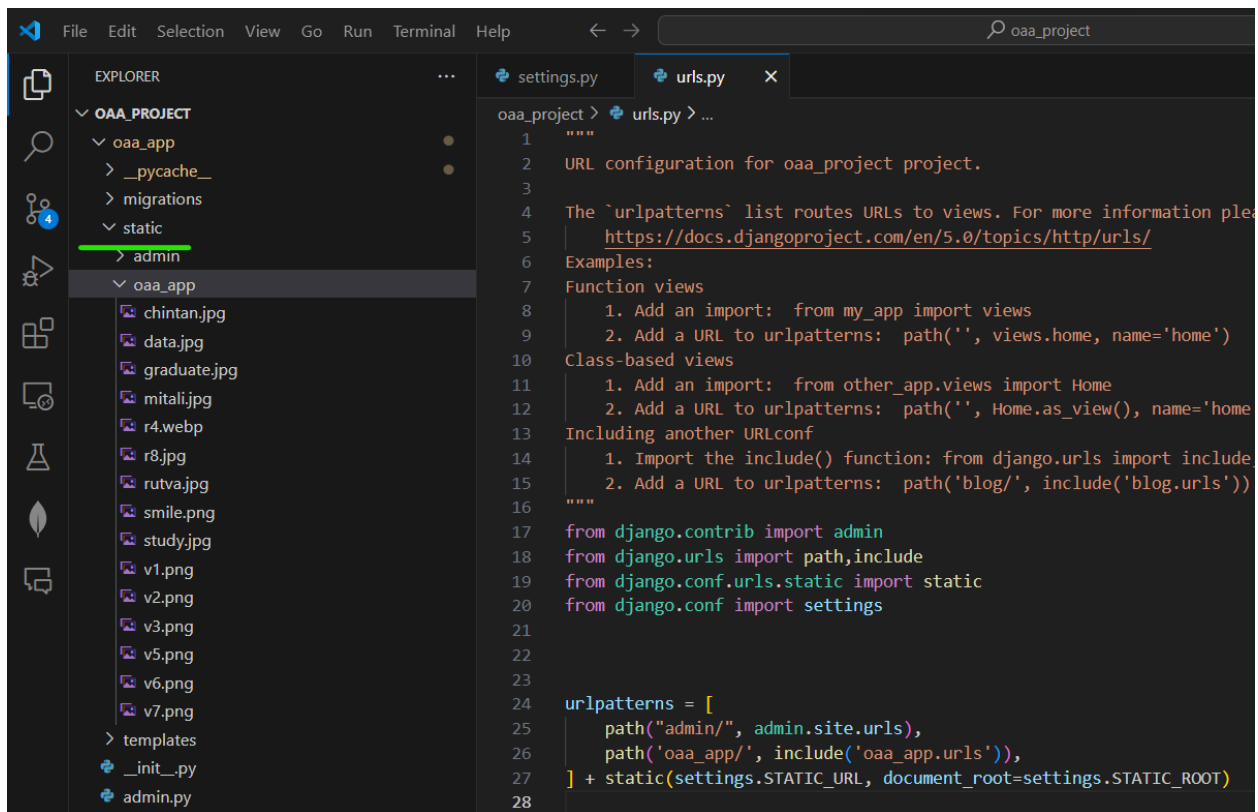 File Edit Selection View Go Run Terminal Help oaa_project
EXPLORER
OAA_PROJECT
oaa_app
__pycache__
migrations
static
admin
oaa_app
chintan.jpg
data.jpg
graduate.jpg
mitali.jpg
r4.webp
r8.jpg
rutva.jpg
smile.png
study.jpg
v1.png
v2.png
v3.png
v5.png
v6.png
v7.png
templates
__init__.py
admin.py
4
settings.py urls.py
oaa_project > urls.py > ...
1 """
2 URL configuration for oaa_project project.
3
4 The `urlpatterns` list routes URLs to views. For more information plea
5 https://docs.djangoproject.com/en/5.0/topics/http/urls/
6 Examples:
7 Function views
8 1. Add an import: from my_app import views
9 2. Add a URL to urlpatterns: path('', views.home, name='home')
10 Class-based views
11 1. Add an import: from other_app.views import Home
12 2. Add a URL to urlpatterns: path('', Home.as_view(), name='home
13 Including another URLconf
14 1. Import the include() function: from django.urls import include,
15 2. Add a URL to urlpatterns: path('blog/', include('blog.urls'))
16 """
17 from django.contrib import admin
18 from django.urls import path,include
19 from django.conf.urls.static import static
20 from django.conf import settings
21
22
23
24 urlpatterns = [
25 path("admin/", admin.site.urls),
26 path('oaa_app/', include('oaa_app.urls')),
27 ] + static(settings.STATIC_URL, document_root=settings.STATIC_ROOT)
28